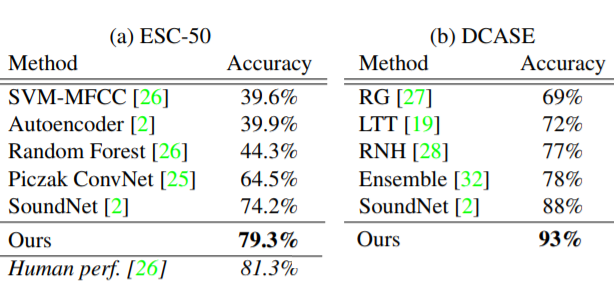 (a) ESC-50
Method Accuracy
SVM-MFCC [26] 39.6%
Autoencoder [2] 39.9%
Random Forest [26] 44.3%
Piczak ConvNet [25] 64.5%
SoundNet [2] 74.2%
Ours 79.3%
Human perf. [26] 81.3%
(b) DCASE
Method Accuracy
RG [27] 69%
LTT [19] 72%
RNH [28] 77%
Ensemble [32] 78%
SoundNet [2] 88%
Ours 93%